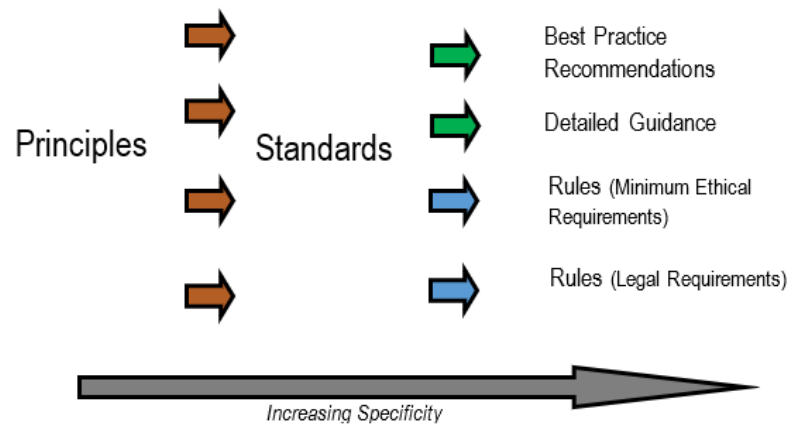 Best Practice
Recommendations
Detailed Guidance
Principles
Standards
Rules (Minimum Ethical
Requirements)
Rules (Legal Requirements)
Increasing Specificity